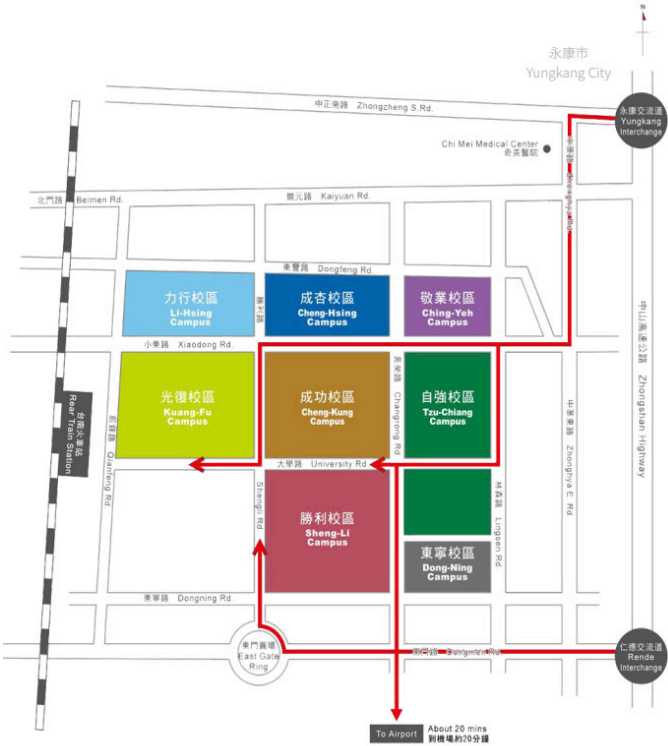 N
永康市
Yungkang City
中正南路 Zhongzheng S.Rd.
永康交流道
Yungkang
Interchange
Chi Mei Medical Center
奇美醫院
北門路 Beimen Rd.
開元路 Kaiyuan Rd.
東豐路 Dongfeng Rd.
力行校區
Li-Hsing
Campus
勝利路
成杏校區
Cheng-Hsing
Campus
敬業校區
Ching-Yeh
Campus
小東路 Xiaodong Rd.
中山高速公路 Zhongshan Highway
光復校區
Kuang-Fu
Campus
成功校區
Cheng-Kung
Campus
長榮路 Changrong Rd
自強校區
Tzu-Chiang
Campus
台南火車站
Rear Train Station
前鋒路 Qianfeng Rd
中華東路 Zhonghya E. Rd
大學路 University Rd.
Shengli Rd
勝利校區
Sheng-Li
Campus
林森路 Lingsen Rd.
東寧校區
Dong-Ning
Campus
東寧路 Dongning Rd.
東門圓環
East Gate
Ring
東門路 Dongmen Rd
仁德交流道
Rende
Interchange
To Airport
About 20 mins
到機場約20分鐘